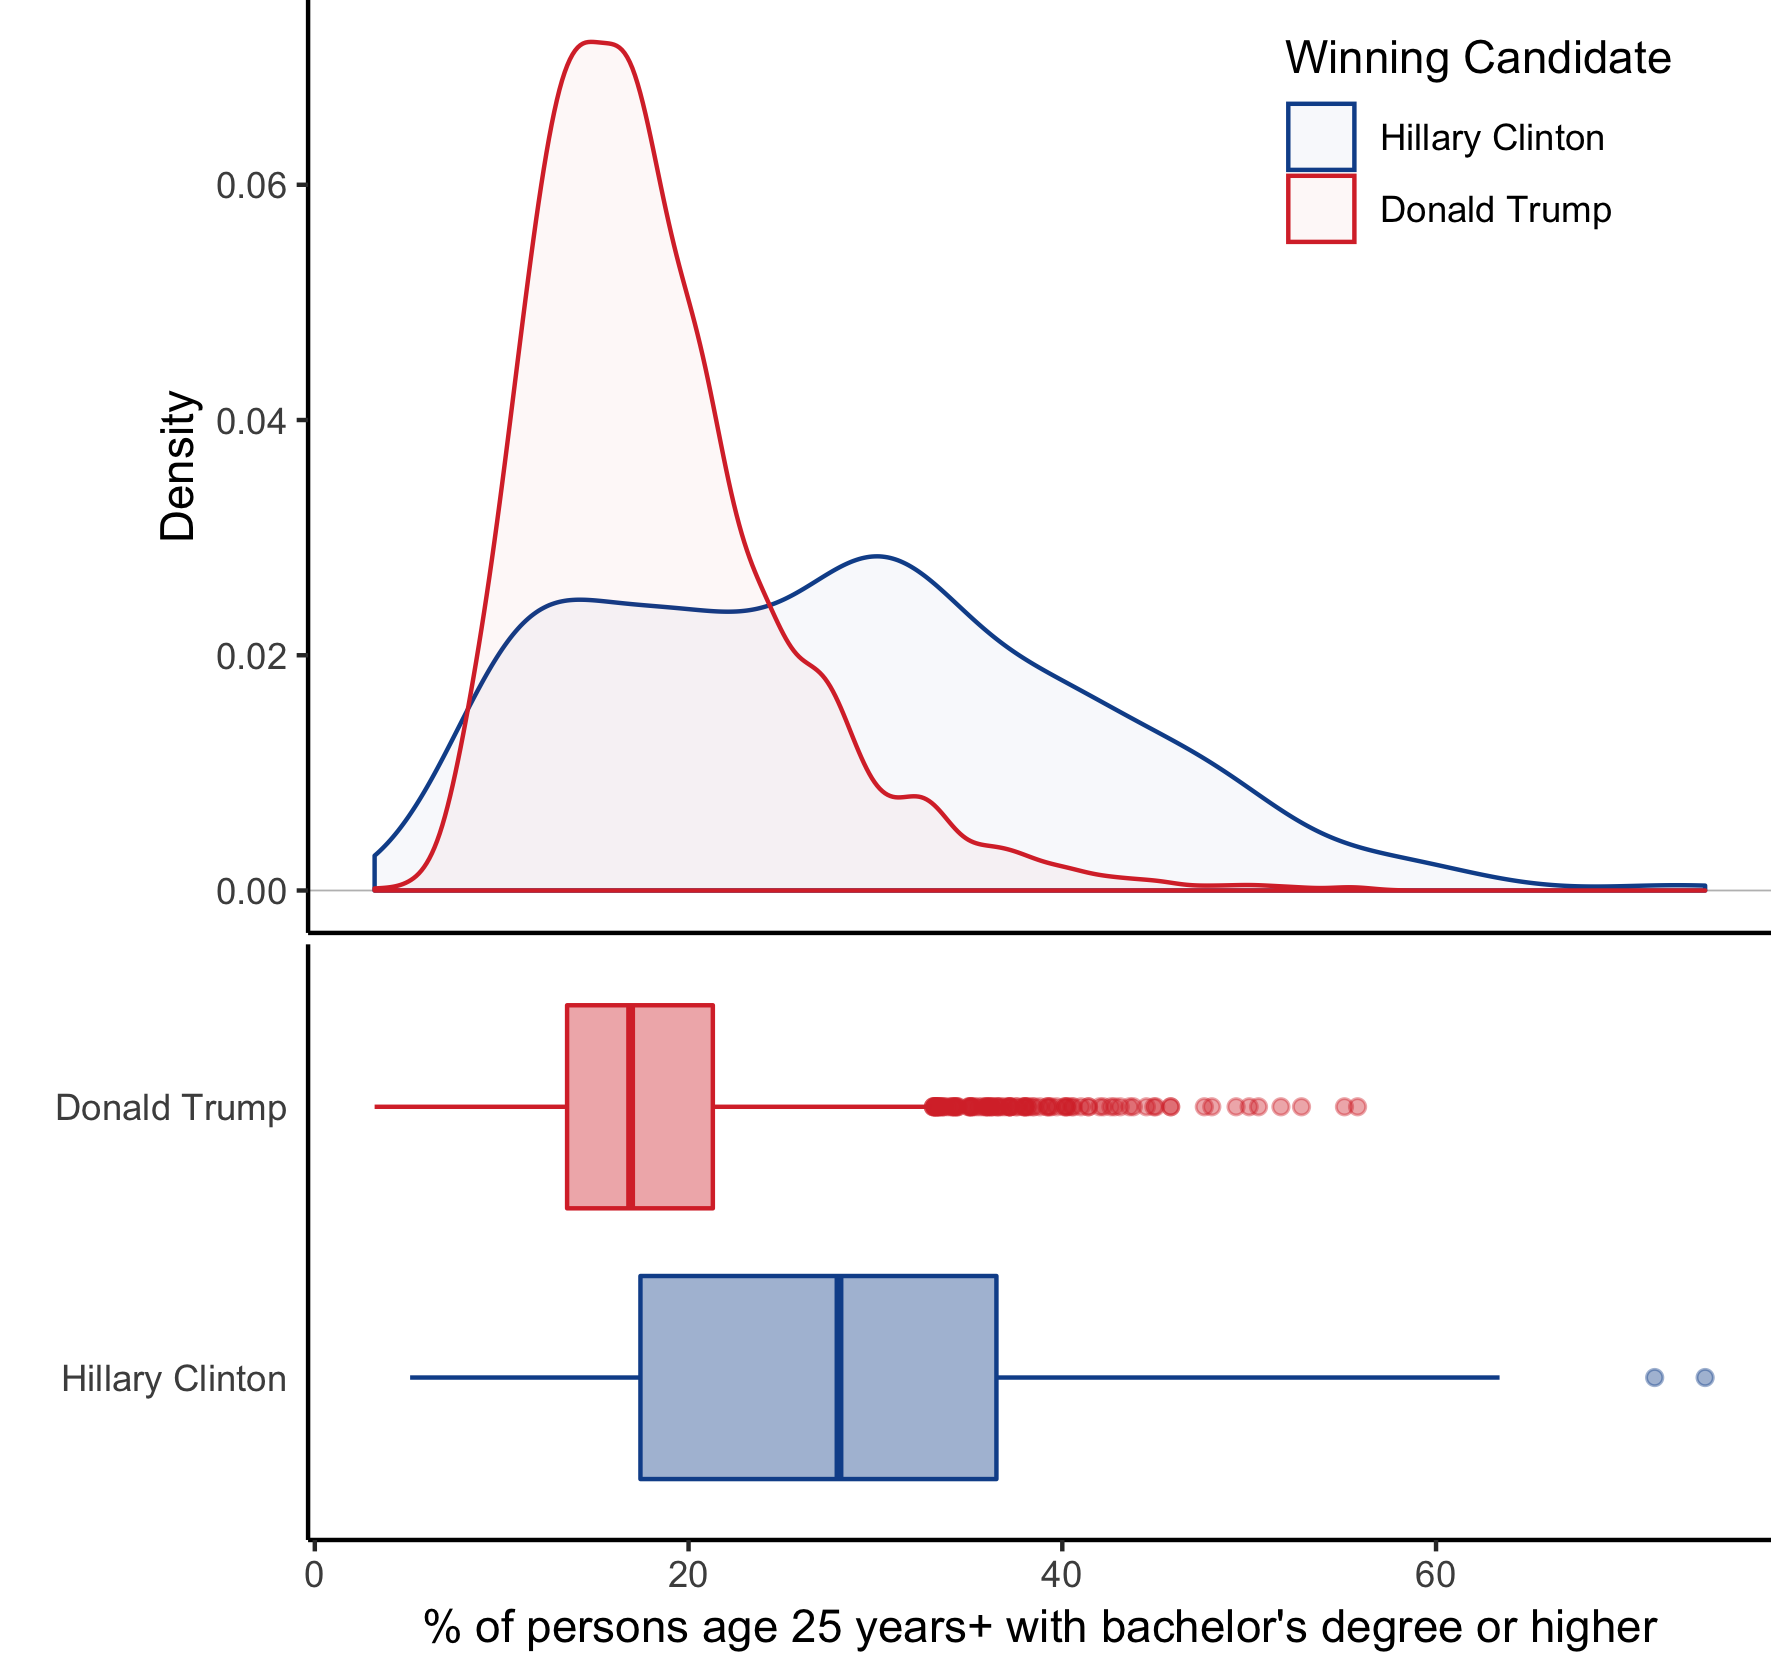 Winning Candidate
Hillary Clinton
Donald Trump
Density
0.06
0.04
0.02
0.00
Donald Trump
Hillary Clinton
0 20 40 60
% of persons age 25 years+ with bachelor's degree or higher